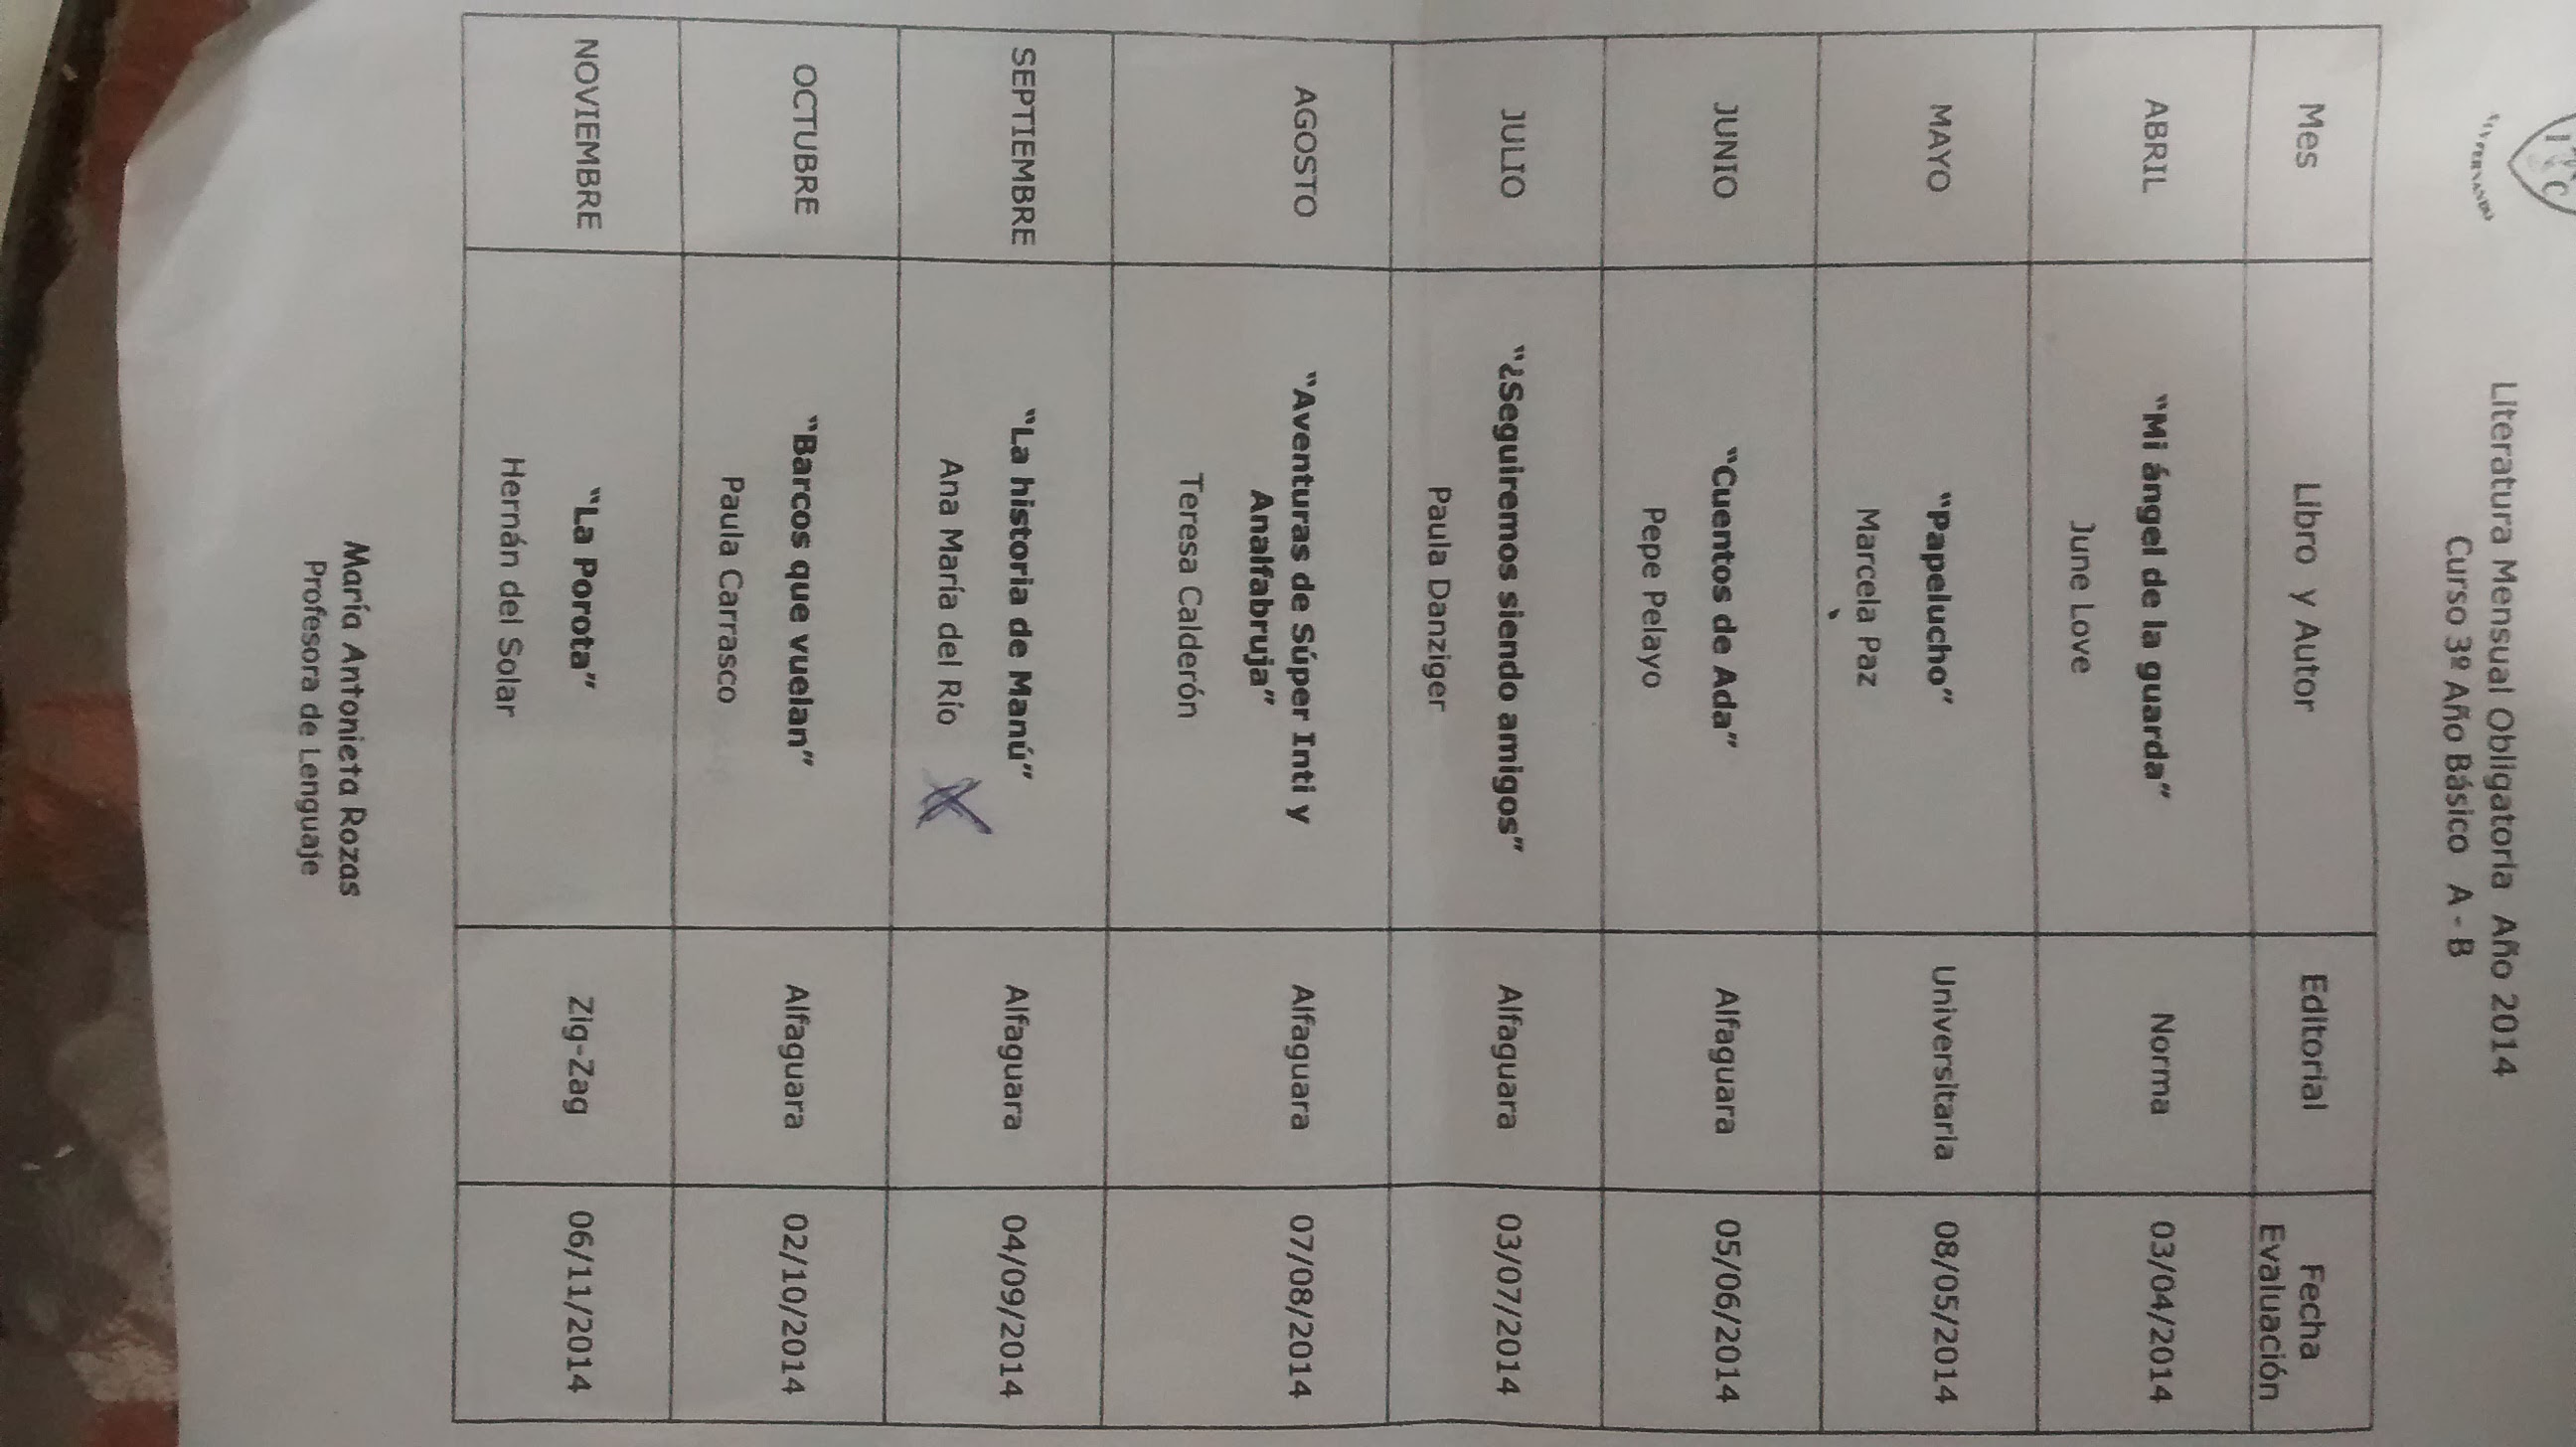 Literatura Mensual Obligatoria Año 2014
Curso 3º Año Básico A - B
Mes Libro y Autor Editorial Fecha
Evaluación
ABRIL "Mi ángel de la guarda" Norma 03/04/2014
June Love
MAYO "Papelucho" Universitaria 08/05/2014
Marcela Paz
JUNIO "Cuentos de Ada" Alfaguara 05/06/2014
Pepe Pelayo
JULIO "¿Seguiremos siendo amigos" Alfaguara 03/07/2014
Paula Danziger
AGOSTO "Aventuras de Súper Inti y Alfaguara 07/08/2014
Analfabruja"
Teresa Calderón
SEPTIEMBRE "La historia de Manú" Alfaguara 04/09/2014
Ana María del Río
OCTUBRE "Barcos que vuelan" Alfaguara 02/10/2014
Paula Carrasco
NOVIEMBRE "La Porota" Zig-Zag 06/11/2014
Hernán del Solar
María Antonieta Rozas
Profesora de Lenguaje